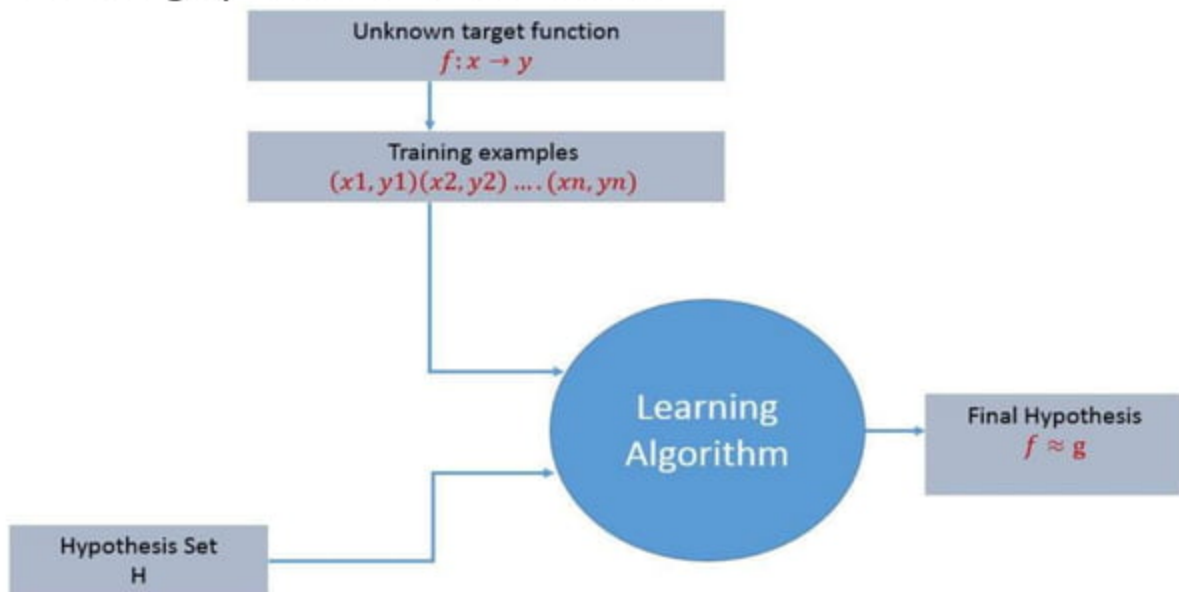 Unknown target function
f: x → y
Training examples
(x1, y1)(x2, y2) .... (xn, yn)
Learning
Algorithm
Final Hypothesis
f ≈ g
Hypothesis Set
H